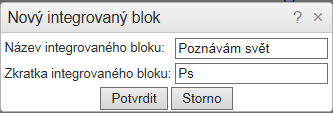 Nový integrovaný blok ? ×
Název integrovaného bloku: Poznávám svět
Zkratka integrovaného bloku: Ps
Potvrdit Storno